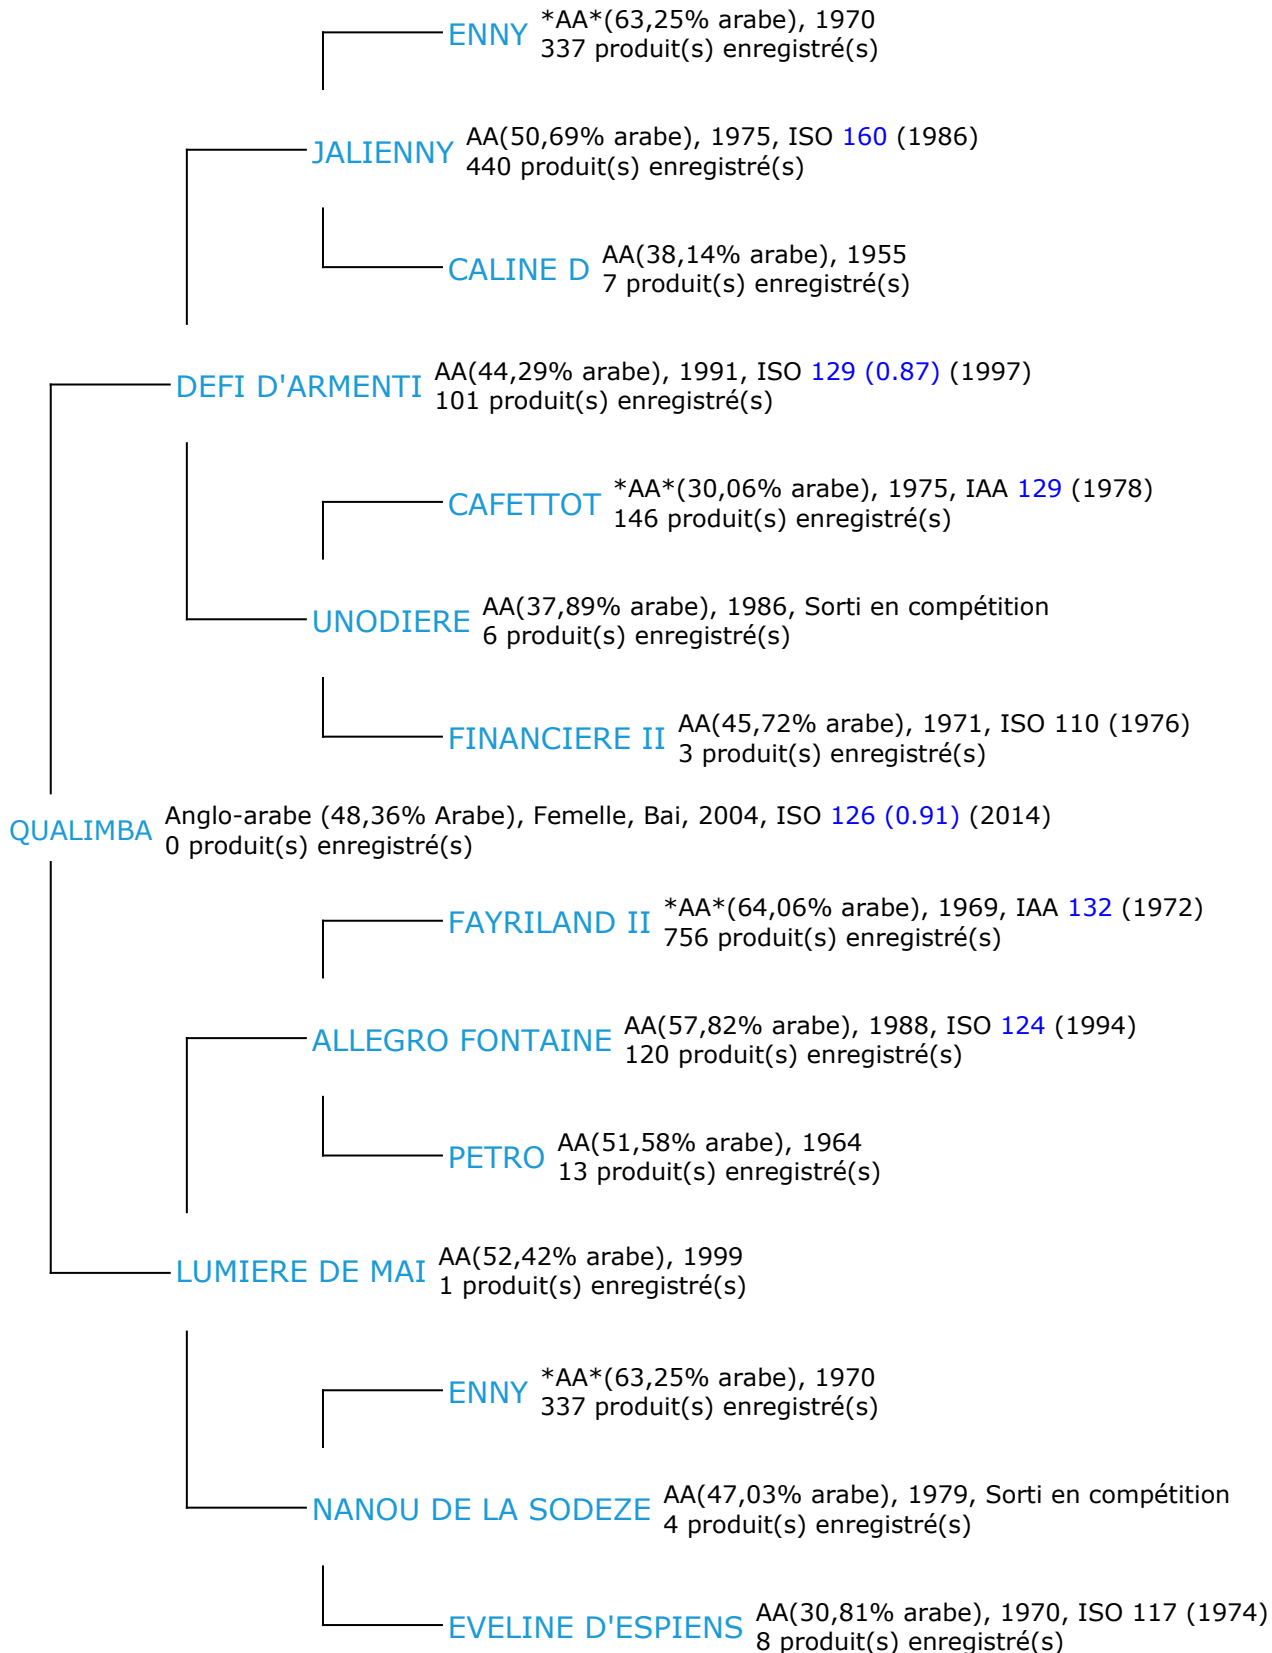 ENNY *AA*(63,25% arabe), 1970
337 produit(s) enregistré(s)
JALIENNY AA(50,69% arabe), 1975, ISO 160 (1986)
440 produit(s) enregistré(s)
CALINE D AA(38,14% arabe), 1955
7 produit(s) enregistré(s)
DEFI D'ARMENTI AA(44,29% arabe), 1991, ISO 129 (0.87) (1997)
101 produit(s) enregistré(s)
CAFETTOT *AA*(30,06% arabe), 1975, IAA 129 (1978)
146 produit(s) enregistré(s)
UNODIERE AA(37,89% arabe), 1986, Sorti en compétition
6 produit(s) enregistré(s)
FINANCIERE II AA(45,72% arabe), 1971, ISO 110 (1976)
3 produit(s) enregistré(s)
QUALIMBA Anglo-arabe (48,36% Arabe), Femelle, Bai, 2004, ISO 126 (0.91) (2014)
0 produit(s) enregistré(s)
FAYRILAND II *AA*(64,06% arabe), 1969, IAA 132 (1972)
756 produit(s) enregistré(s)
ALLEGRO FONTAINE AA(57,82% arabe), 1988, ISO 124 (1994)
120 produit(s) enregistré(s)
PETRO AA(51,58% arabe), 1964
13 produit(s) enregistré(s)
LUMIERE DE MAI AA(52,42% arabe), 1999
1 produit(s) enregistré(s)
ENNY *AA*(63,25% arabe), 1970
337 produit(s) enregistré(s)
NANOU DE LA SODEZE AA(47,03% arabe), 1979, Sorti en compétition
4 produit(s) enregistré(s)
EVELINE D'ESPIENS AA(30,81% arabe), 1970, ISO 117 (1974)
8 produit(s) enregistré(s)